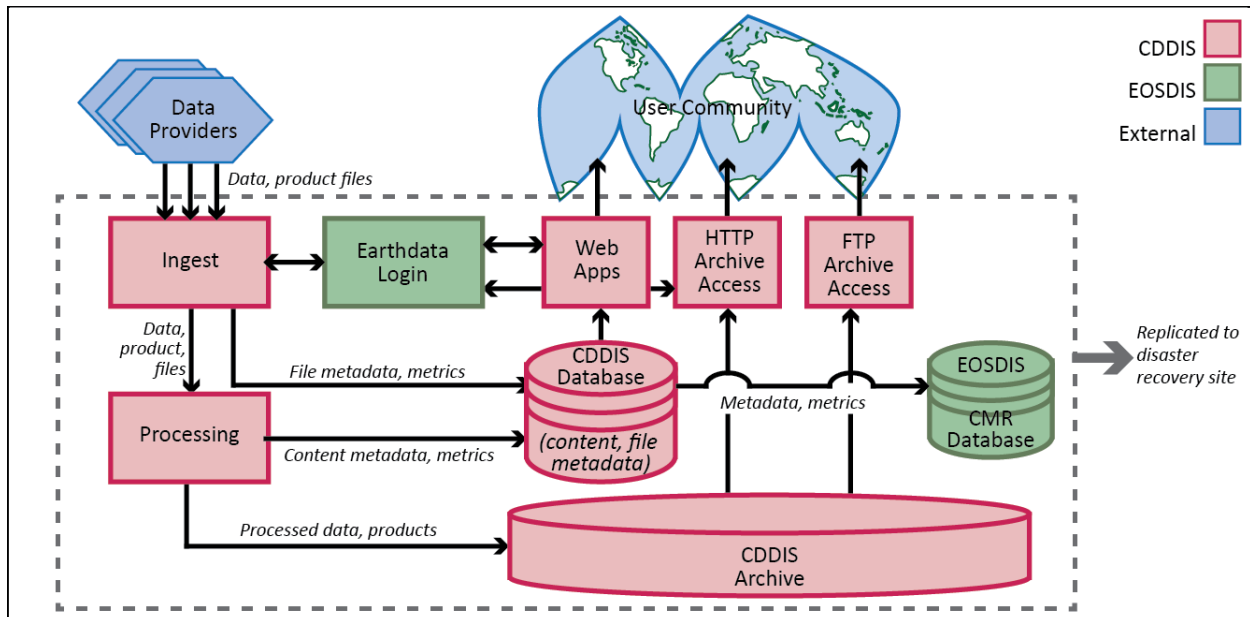 CDDIS
EOSDIS
External
Data
Providers
User Community
Data, product files
Ingest
Earthdata
Login
Web
Apps
HTTP
Archive
Access
FTP
Archive
Access
Data,
product,
files
File metadata, metrics
CDDIS
Database
(content, file
metadata)
Metadata, metrics
EOSDIS
CMR
Database
Replicated to
disaster
recovery site
Processing
Content metadata, metrics
Processed data, products
CDDIS
Archive